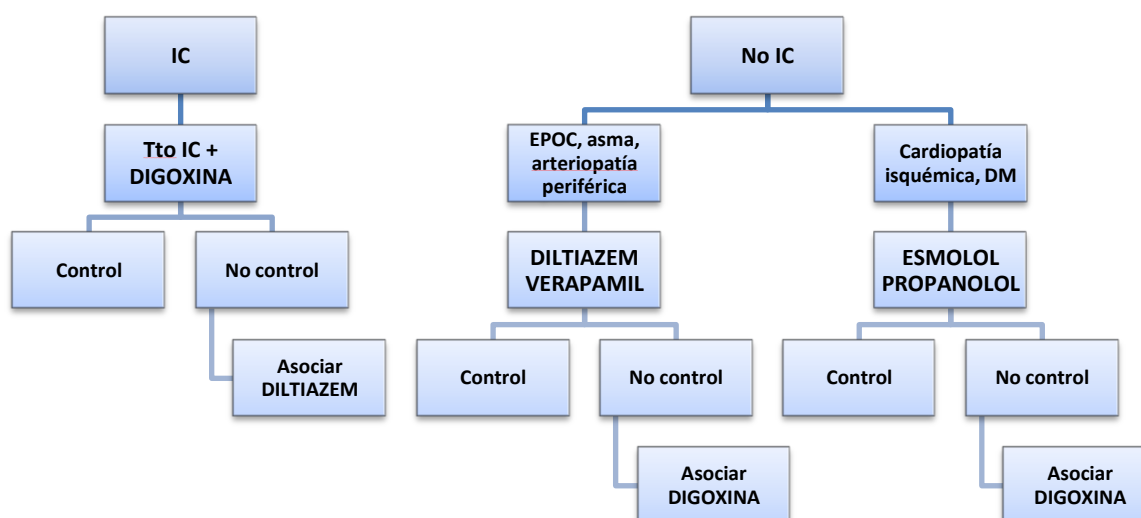 IC
No IC
Tto IC +
DIGOXINA
EPOC, asma,
arteriopatía
periférica
Cardiopatía
isquémica, DM
Control
No control
DILTIAZEM
VERAPAMIL
ESMOLOL
PROPANOLOL
Asociar
DILTIAZEM
Control
No control
Control
No control
Asociar
DIGOXINA
Asociar
DIGOXINA